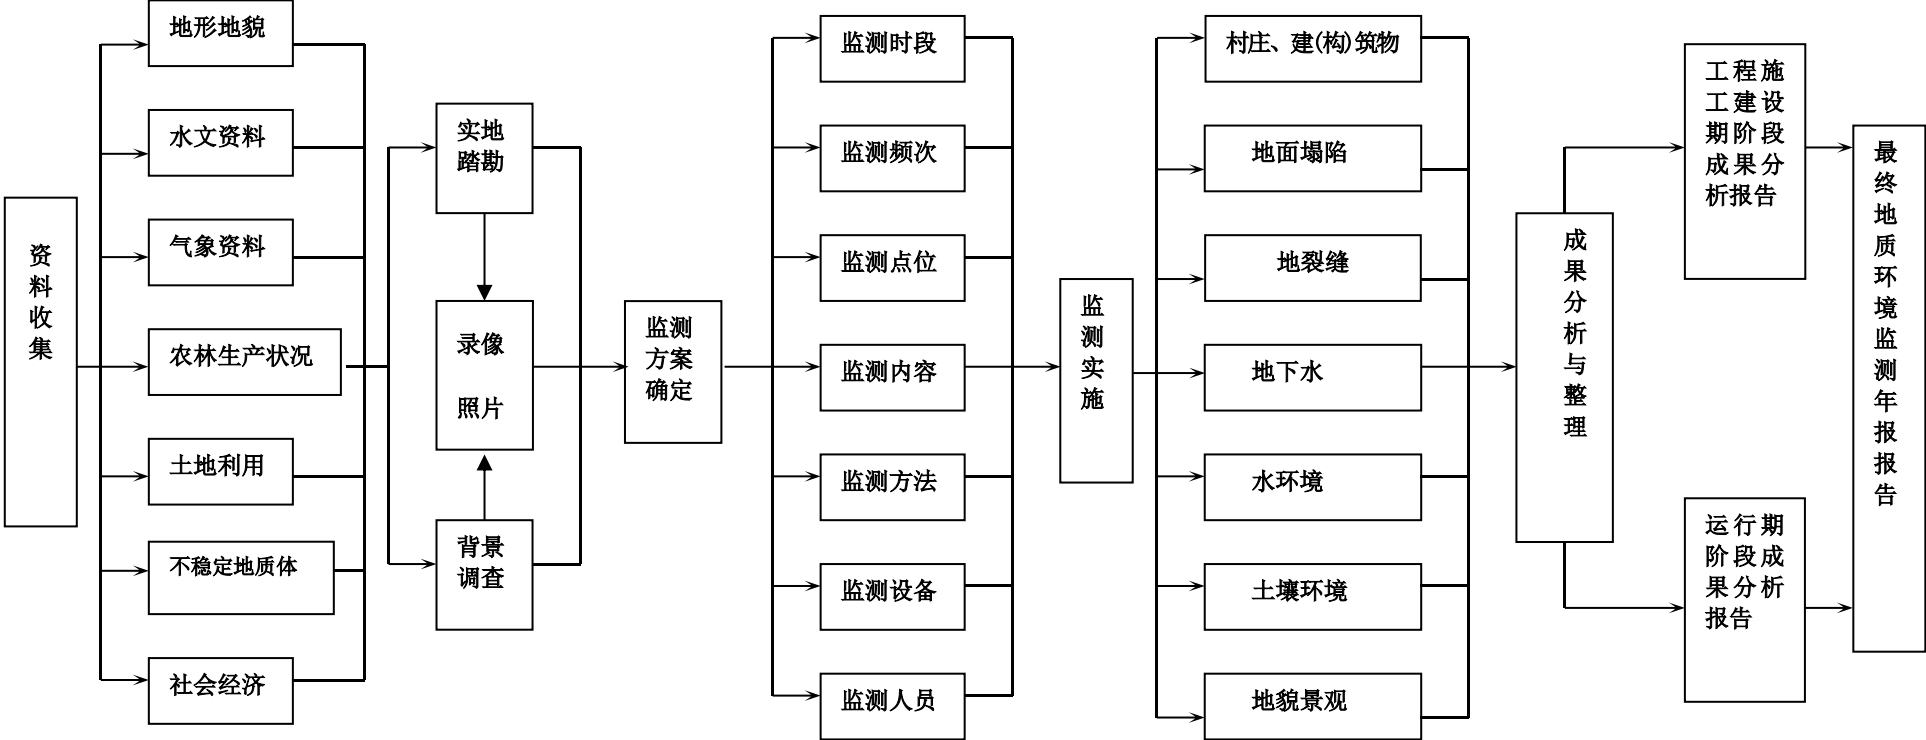 资
料
收
集
地形地貌
水文资料
气象资料
农林生产状况
土地利用
不稳定地质体
社会经济
实地
踏勘
录像
照片
背景
调查
监测
方案
确定
监测时段
监测频次
监测点位
监测内容
监测方法
监测设备
监测人员
监
测
实
施
村庄、建(构)筑物
地面塌陷
地裂缝
地下水
水环境
土壤环境
地貌景观
成
果
分
析
与
整
理
工程施
工建设
期阶段
成果分
析报告
运行期
阶段成
果分析
报告
最
终
地
质
环
境
监
测
年
报
报
告